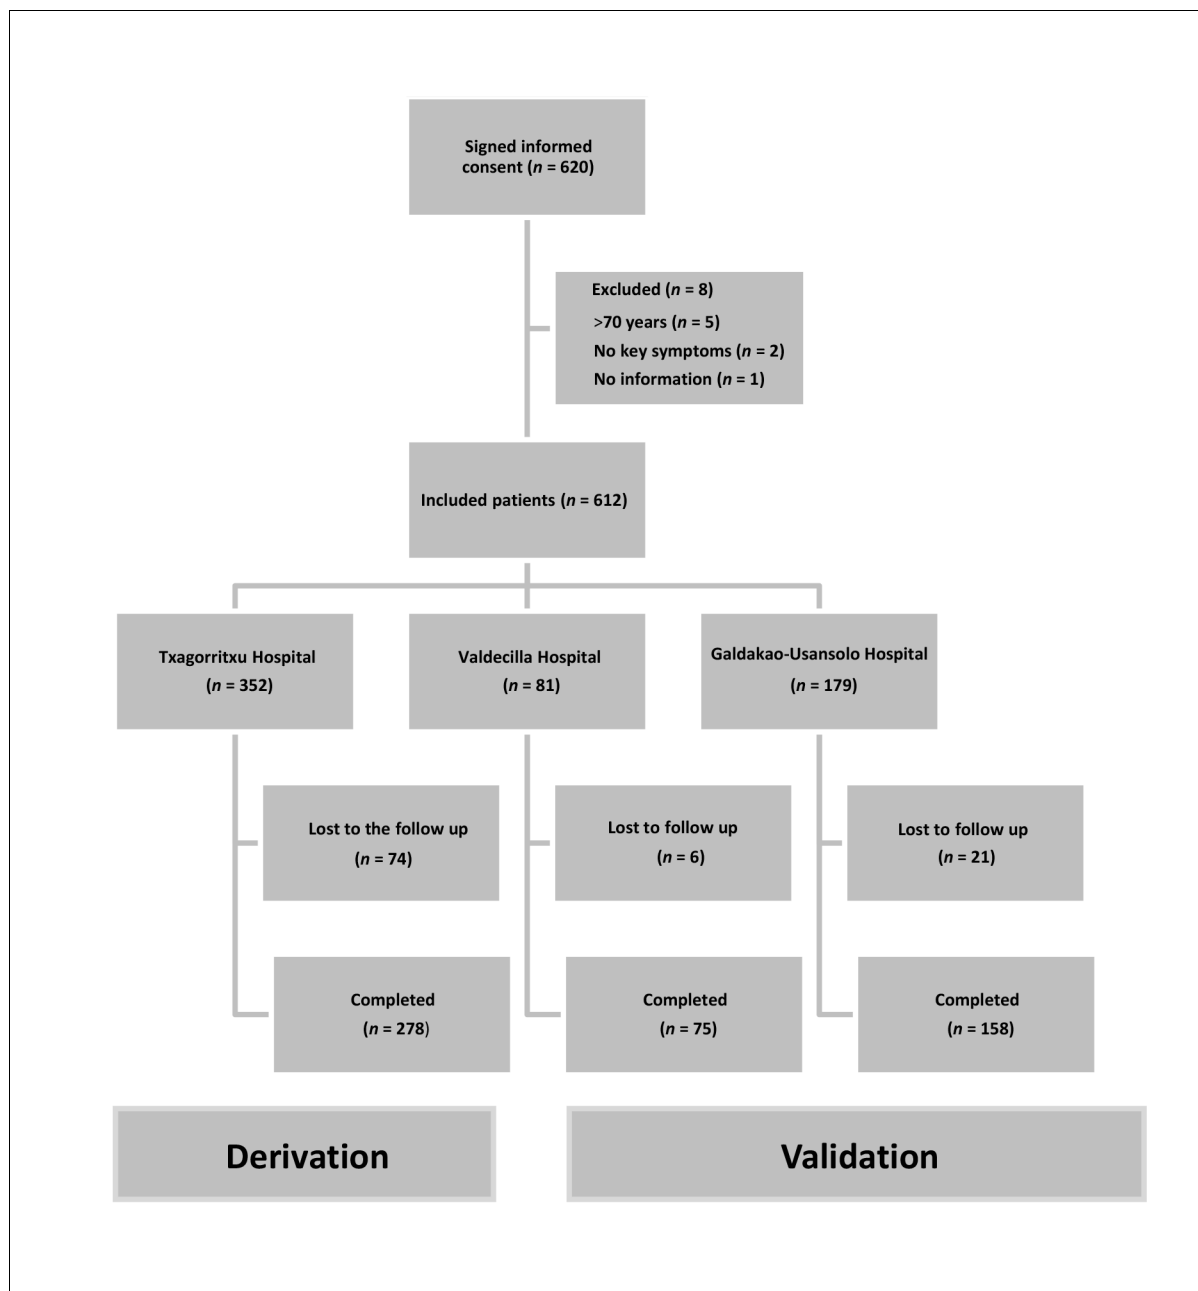 Signed informed
consent (n = 620)
Excluded (n = 8)
>70 years (n = 5)
No key symptoms (n = 2)
No information (n = 1)
Included patients (n = 612)
Txagorritxu Hospital
(n = 352)
Valdecilla Hospital
(n = 81)
Galdakao-Usansolo Hospital
(n = 179)
Lost to the follow up
(n = 74)
Lost to follow up
(n = 6)
Lost to follow up
(n = 21)
Completed
(n = 278)
Completed
(n = 75)
Completed
(n = 158)
Derivation
Validation